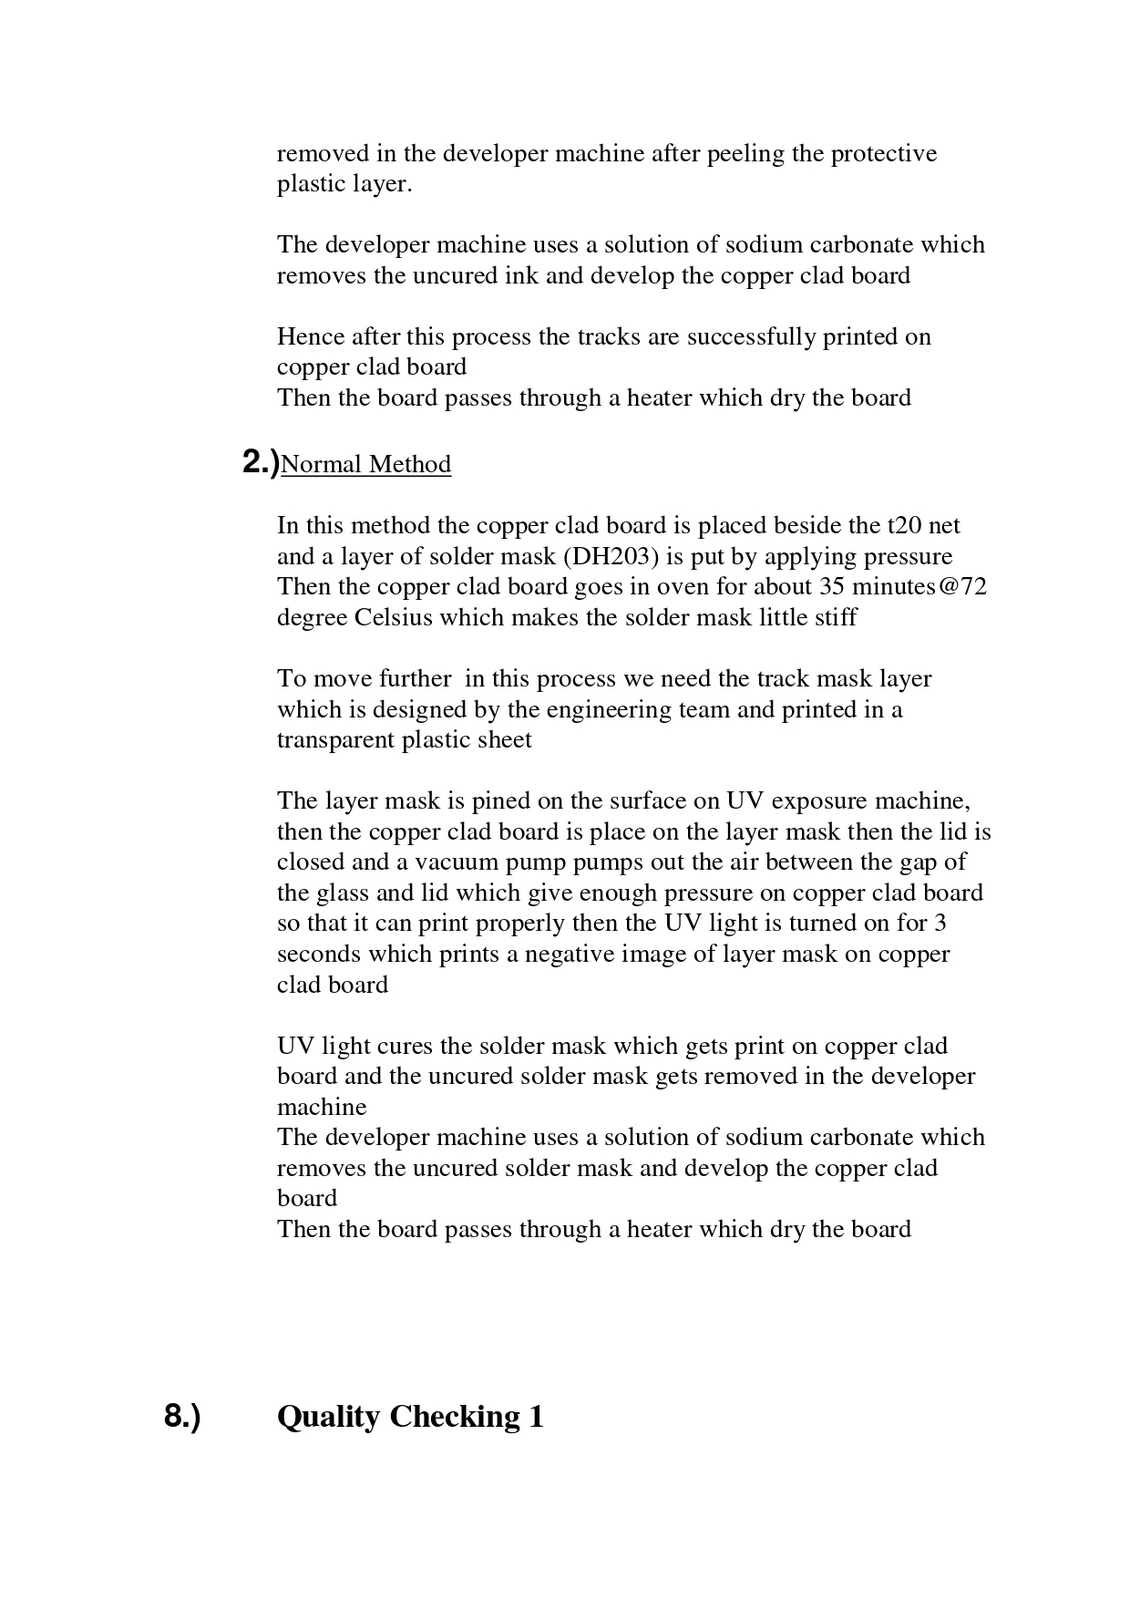 removed in the developer machine after peeling the protective
plastic layer.
The developer machine uses a solution of sodium carbonate which
removes the uncured ink and develop the copper clad board
Hence after this process the tracks are successfully printed on
copper clad board
Then the board passes through a heater which dry the board
2.)Normal Method
In this method the copper clad board is placed beside the t20 net
and a layer of solder mask (DH203) is put by applying pressure
Then the copper clad board goes in oven for about 35 minutes@72
degree Celsius which makes the solder mask little stiff
To move further  in this process we need the track mask layer
which is designed by the engineering team and printed in a
transparent plastic sheet
The layer mask is pined on the surface on UV exposure machine,
then the copper clad board is place on the layer mask then the lid is
closed and a vacuum pump pumps out the air between the gap of
the glass and lid which give enough pressure on copper clad board
so that it can print properly then the UV light is turned on for 3
seconds which prints a negative image of layer mask on copper
clad board
UV light cures the solder mask which gets print on copper clad
board and the uncured solder mask gets removed in the developer
machine
The developer machine uses a solution of sodium carbonate which
removes the uncured solder mask and develop the copper clad
board
Then the board passes through a heater which dry the board
8.) Quality Checking 1